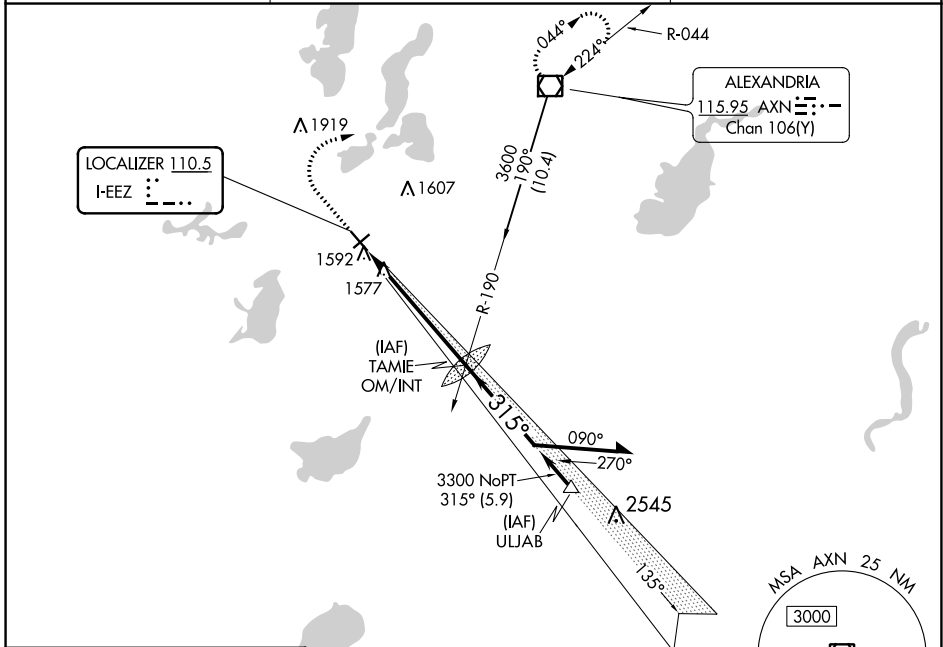 044°
224°
R-044
ALEXANDRIA
115.95 AXN
Chan 106(Y)
1919
LOCALIZER 110.5
I-EEZ
1607
3600
190°
(10.4)
1592
1577
R-190
(IAF)
TAMIE
OM/INT
315°
090°
270°
3300 NoPT
315° (5.9)
(IAF)
ULJAB
2545
135°
MSA AXN 25 NM
3000